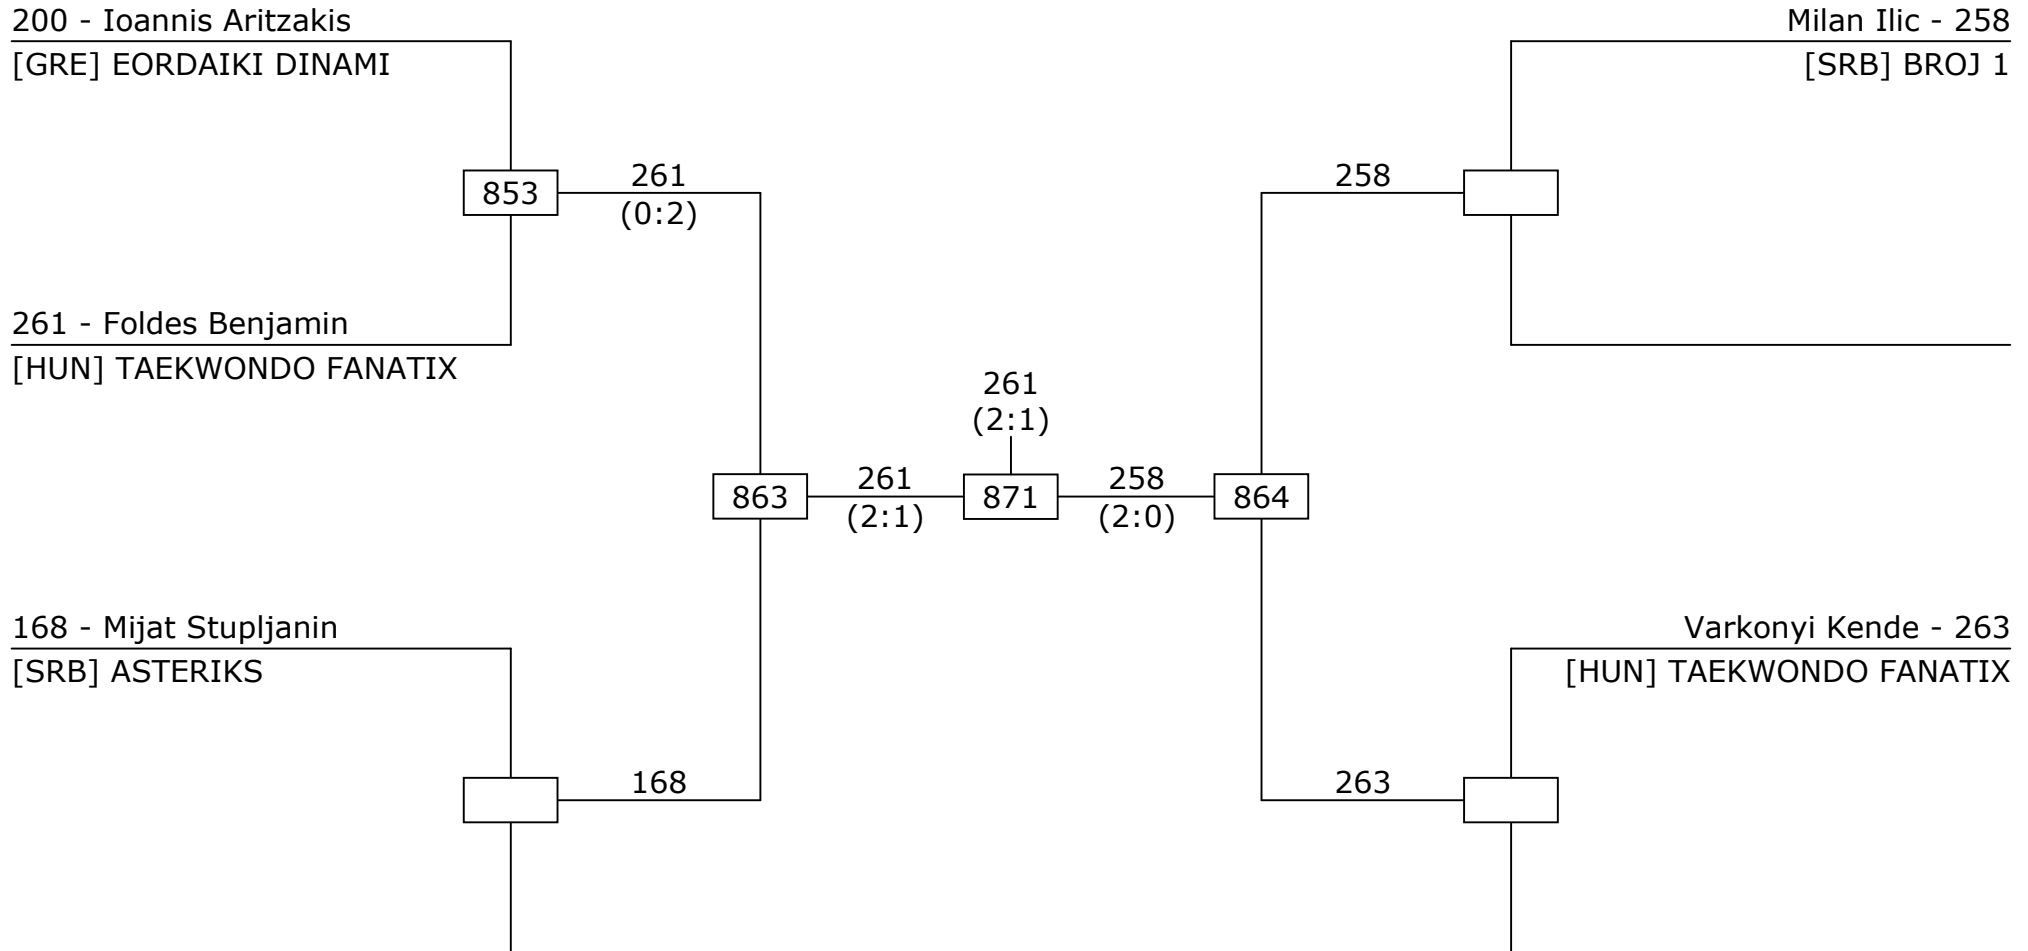 200 - Ioannis Aritzakis
[GRE] EORDAIKI DINAMI
Milan Ilic - 258
[SRB] BROJ 1
853
261
(0:2)
258
261 - Foldes Benjamin
[HUN] TAEKWONDO FANATIX
261
(2:1)
863
261
(2:1)
871
258
(2:0)
864
168 - Mijat Stupljanin
[SRB] ASTERIKS
Varkonyi Kende - 263
[HUN] TAEKWONDO FANATIX
168
263